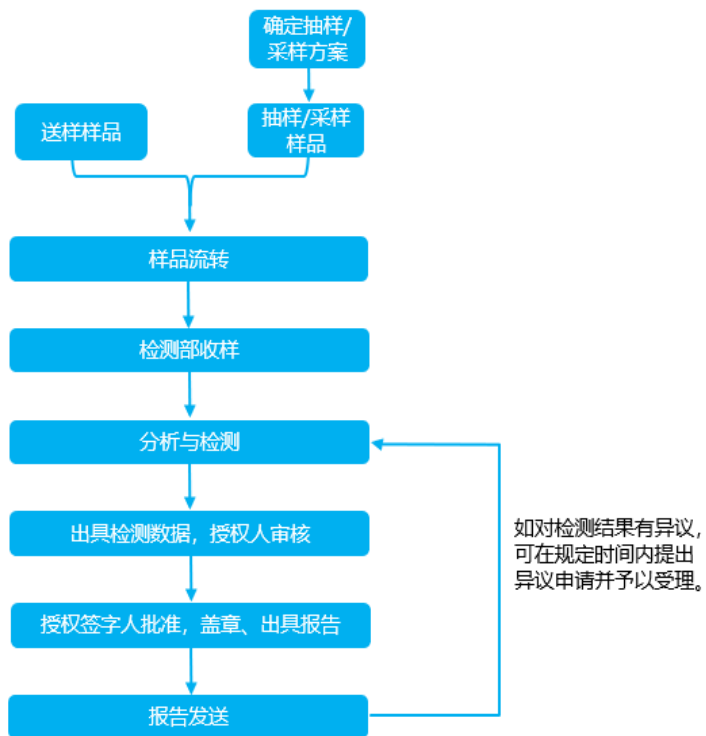 确定抽样/
采样方案
送样样品
抽样/采样
样品
样品流转
检测部收样
分析与检测
出具检测数据，授权人审核
如对检测结果有异议，
可在规定时间内提出
异议申请并予以受理。
授权签字人批准，盖章、出具报告
报告发送